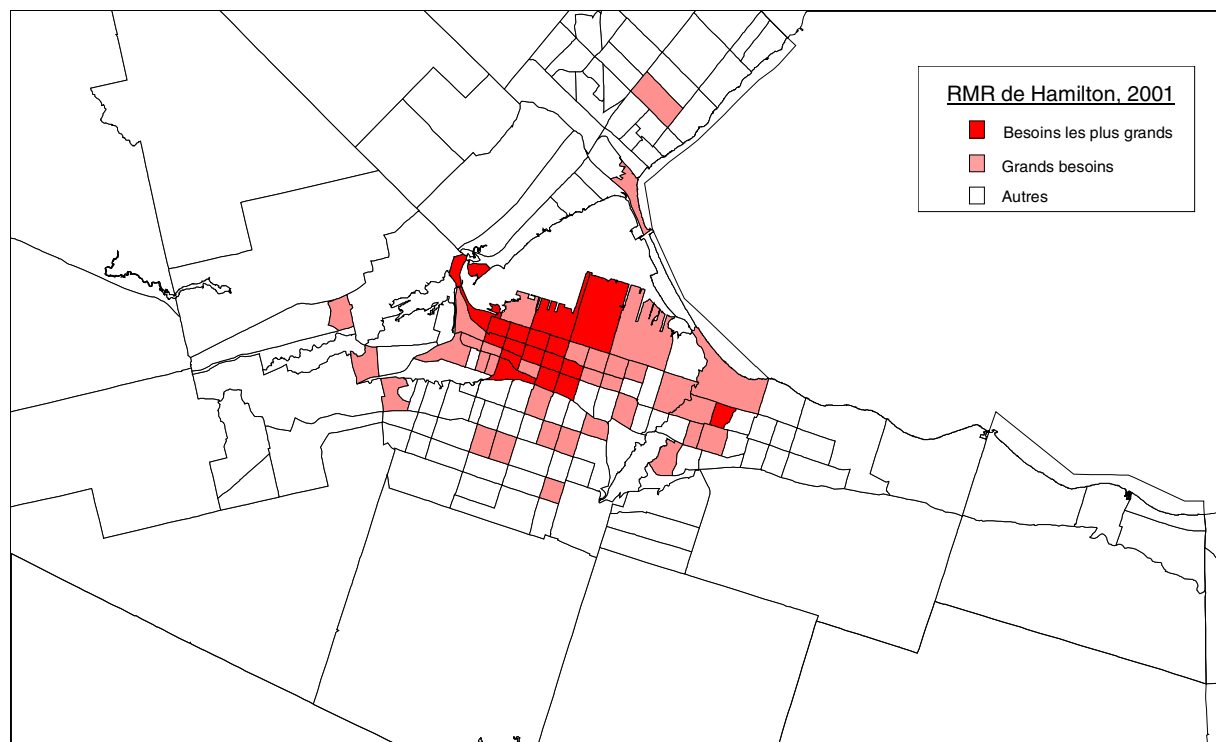 RMR de Hamilton, 2001
Besoins les plus grands
Grands besoins
Autres